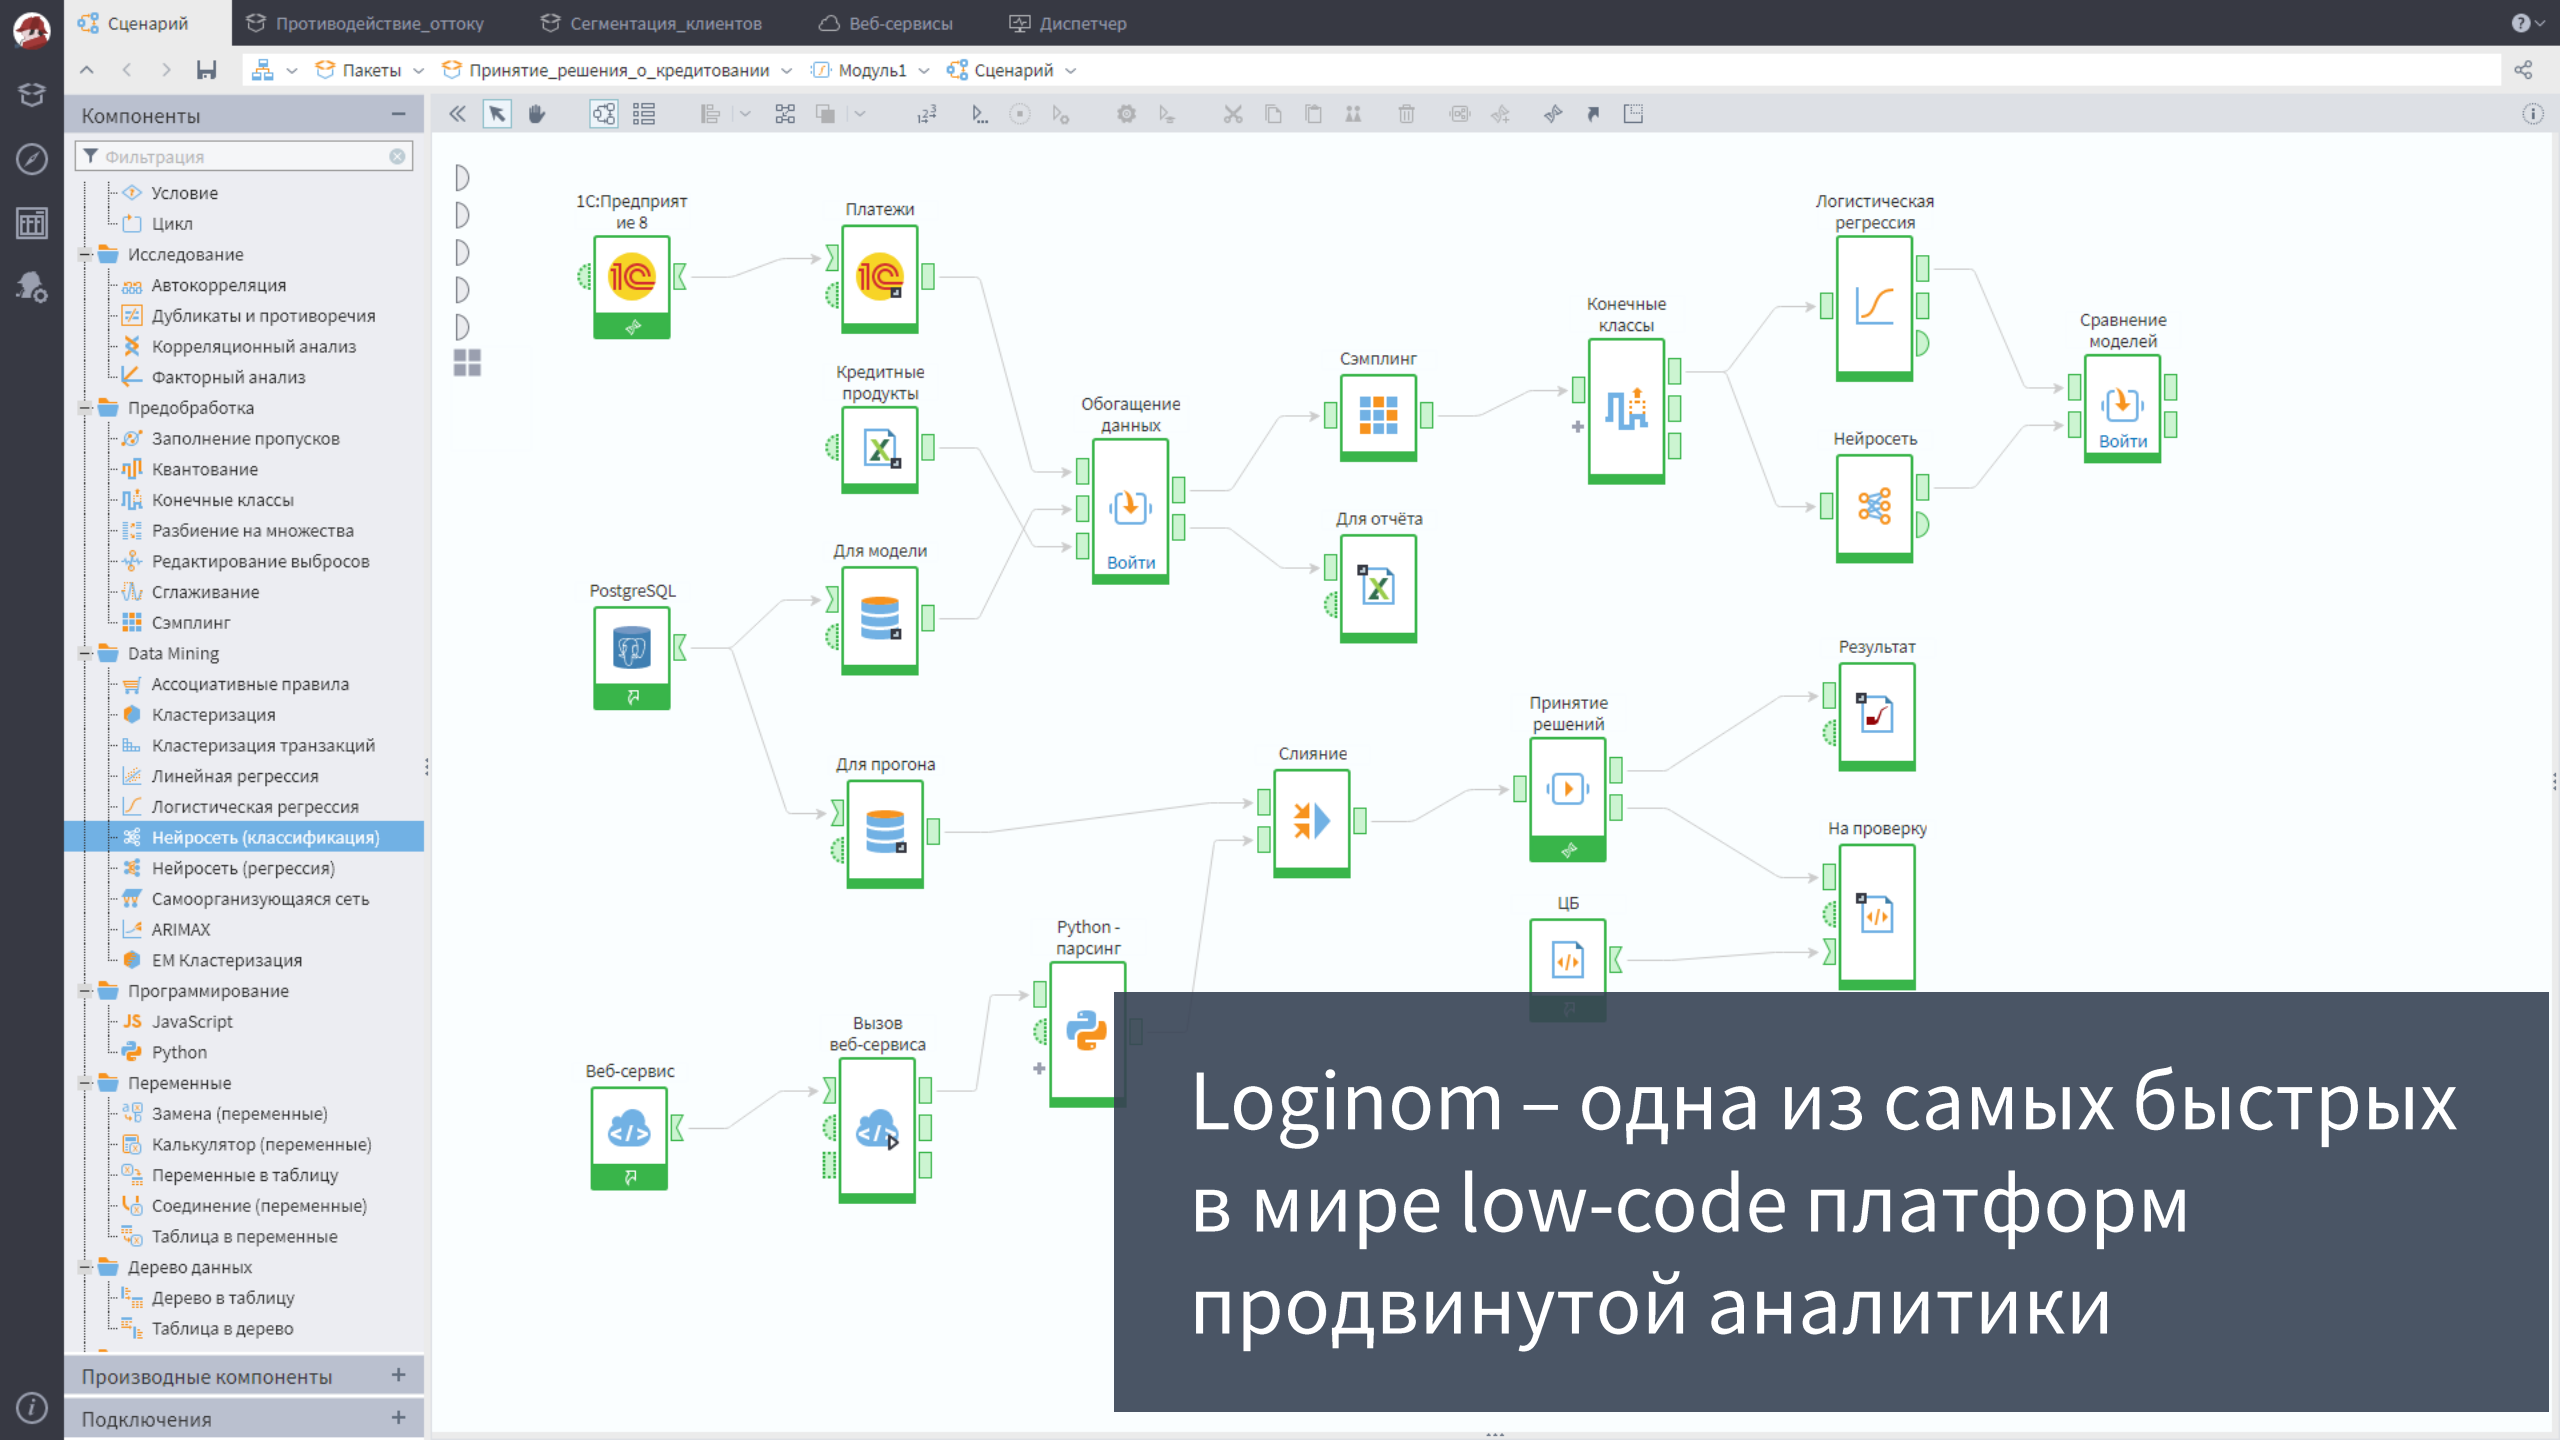 Сценарий
Противодействие_оттоку
Сегментация_клиентов
Веб-сервисы
Диспетчер
?
Пакеты
Принятие_решения_о_кредитовании
Модуль1
Сценарий
Компоненты
Фильтрация
Условие
Цикл
Исследование
Автокорреляция
Дубликаты и противоречия
Корреляционный анализ
Факторный анализ
Предобработка
Заполнение пропусков
Квантование
Конечные классы
Разбиение на множества
Редактирование выбросов
Сглаживание
Сэмплинг
Data Mining
Ассоциативные правила
Кластеризация
Кластеризация транзакций
Линейная регрессия
Логистическая регрессия
Нейросеть (классификация)
Нейросеть (регрессия)
Самоорганизующаяся сеть
ARIMAX
EM Кластеризация
Программирование
JS JavaScript
Python
Переменные
Замена (переменные)
Калькулятор (переменные)
Переменные в таблицу
Соединение (переменные)
Таблица в переменные
Дерево данных
Дерево в таблицу
Таблица в дерево
Производные компоненты
Подключения
1С:Предприят
ие 8
1С
Платежи
1С
Кредитные
продукты
Для модели
PostgreSQL
Для прогона
Веб-сервис
Вызов
веб-сервиса
Python -
парсинг
Обогащение
данных
Войти
Сэмплинг
Для отчёта
Конечные
классы
Логистическая
регрессия
Нейросеть
Сравнение
моделей
Войти
Слияние
Принятие
решений
ЦБ
Результат
На проверку
Loginom – одна из самых быстрых
в мире low-code платформ
продвинутой аналитики